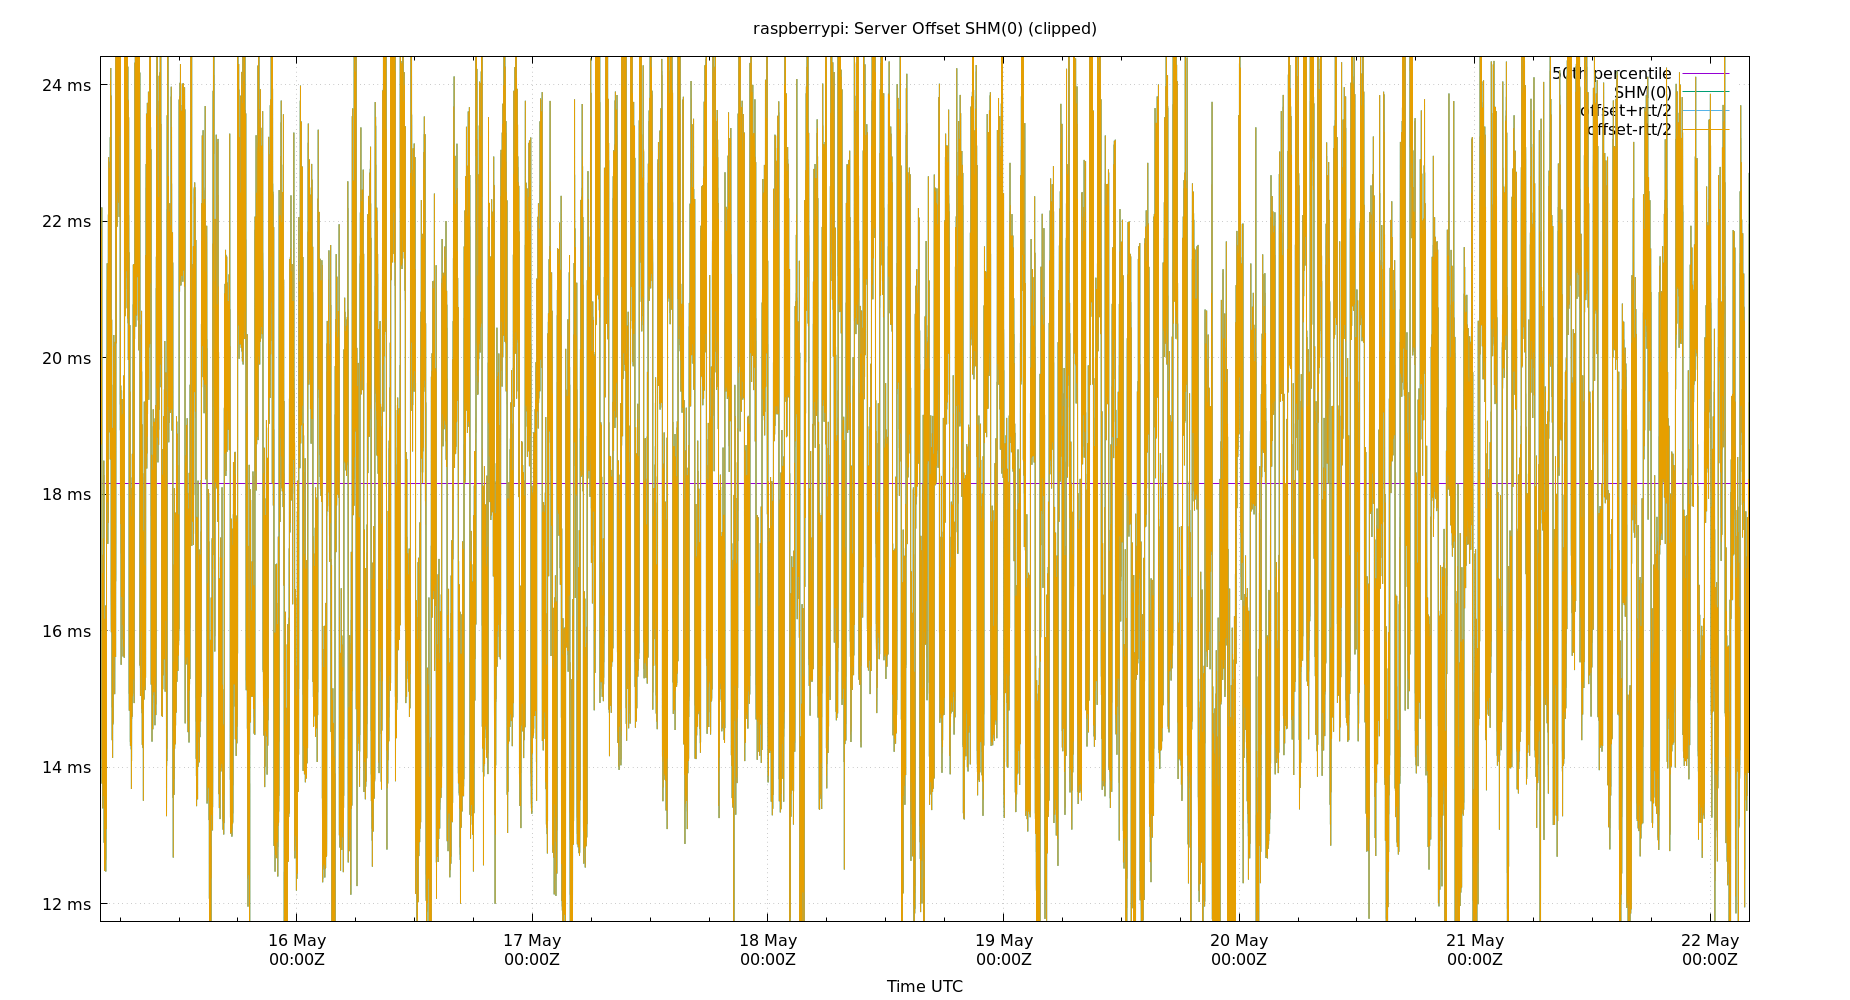 raspberrypi: Server Offset SHM(0) (clipped)
50th percentile
SHM(0)
offset+rtt/2
offset-rtt/2
24 ms
22 ms
20 ms
18 ms
16 ms
14 ms
12 ms
16 May 17 May 18 May 19 May 20 May 21 May 22 May
00:00Z 00:00Z 00:00Z 00:00Z 00:00Z 00:00Z 00:00Z
Time UTC